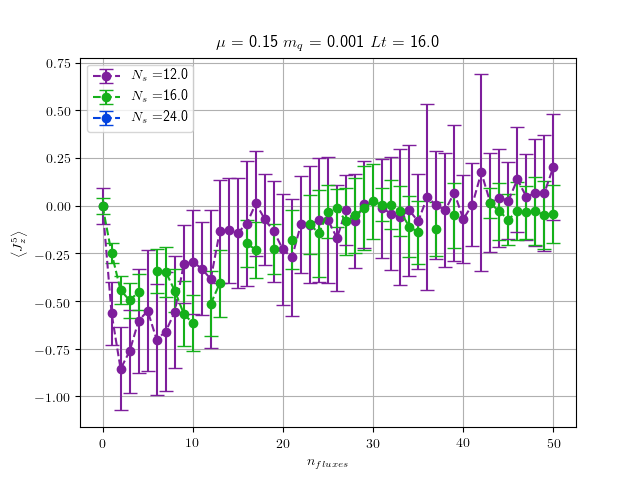 μ = 0.15 m_q = 0.001 Lt = 16.0
N_s =12.0
N_s =16.0
N_s =24.0
⟨J_z^5⟩
0.75
0.50
0.25
0.00
−0.25
−0.50
−0.75
−1.00
0 10 20 30 40 50
n_{fluxes}